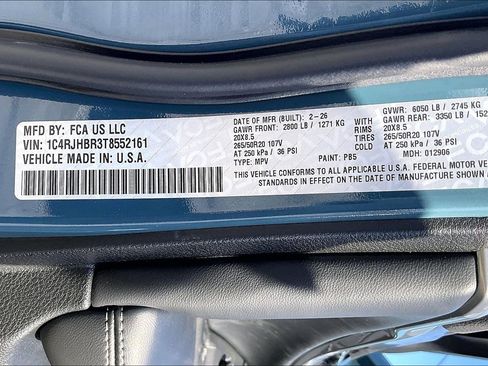 MFD BY: FCA US LLC
VIN: 1C4RJHBR3T8552161
VEHICLE MADE IN U.S.A.
DATE OF MFR (BUILT): 2-26
GAWR FRONT: 2800 LB / 1271 KG
20X8.5
265/50R20 107V
AT 250 kPa / 36 PSI
TYPE: MPV PAINT: PB5
GVWR: 6050 LB / 2745 KG
GAWR REAR: 3350 LB / 152
RIMS 20X8.5
TIRES 265/50R20 107V
COLD AT 250 kPa / 36 PSI
MDH: 012906
THIS VEHICLE CONFORMS TO ALL APPLICABLE U.S.A. FEDERAL MOTOR VEH
STANDARDS IN EFFECT ON THE DATE OF MANUFACTURE SHOWN A